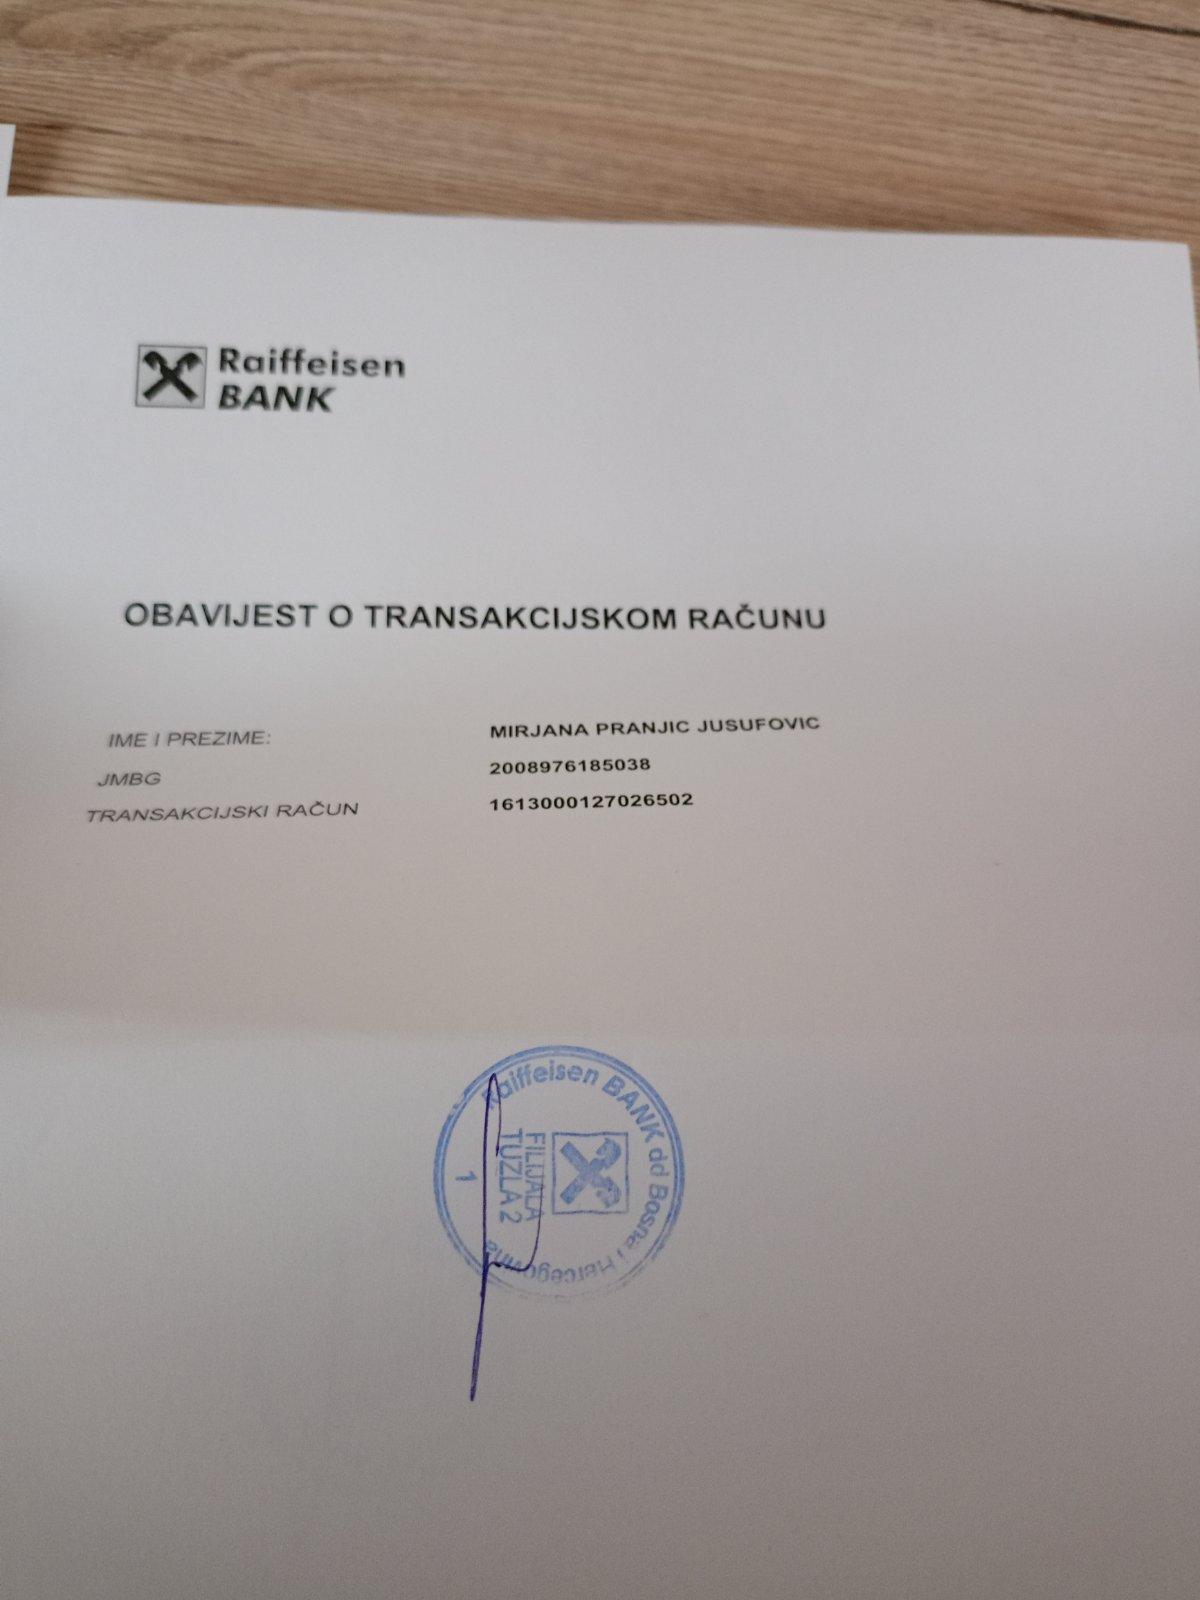 Raiffeisen
BANK
OBAVIJEST O TRANSAKCIJSKOM RAČUNU
IME I PREZIME: MIRJANA PRANJIC JUSUFOVIC
JMBG 2008976185038
TRANSAKCIJSKI RAČUN 1613000127026502
Raiffeisen BANK dd Bosna i Hercegovina
FILIJALA
TUZLA 2
1